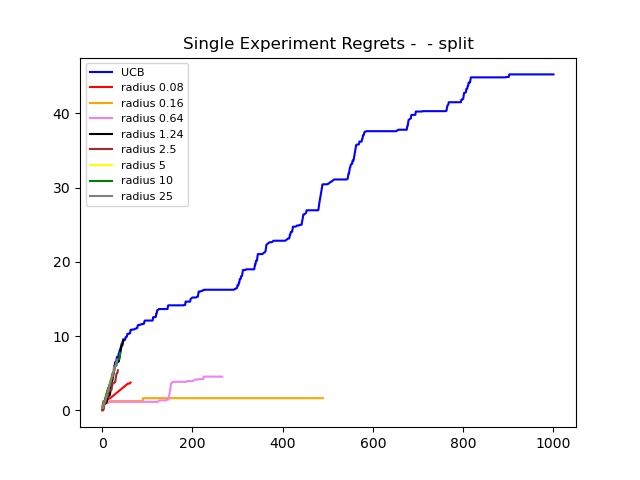 Single Experiment Regrets -  - split
UCB
radius 0.08
radius 0.16
radius 0.64
radius 1.24
radius 2.5
radius 5
radius 10
radius 25
40
30
20
10
0
0 200 400 600 800 1000